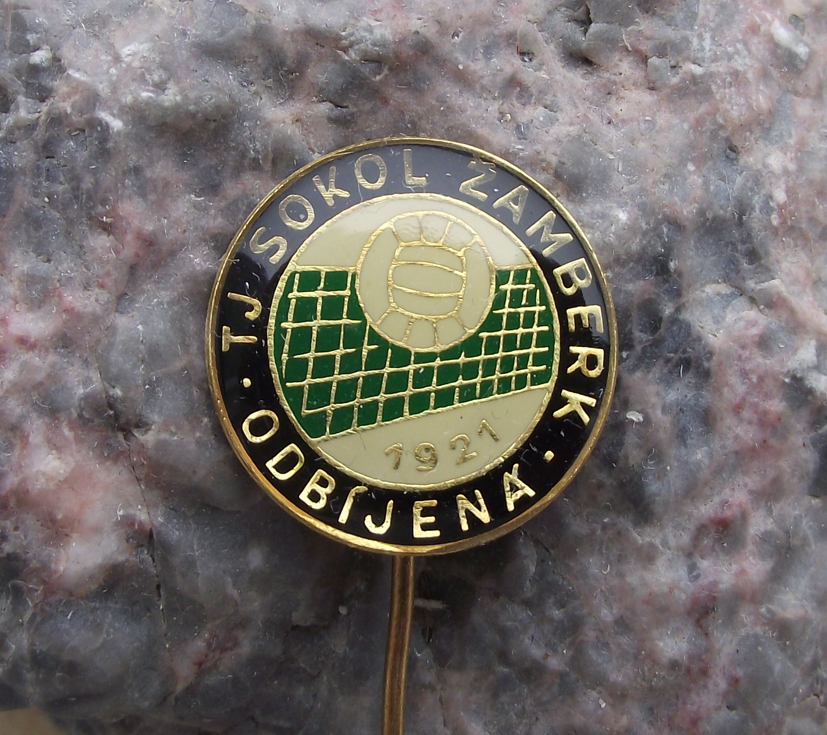 TJ SOKOL ŽAMBERK
1921
· ODBÍJENÁ ·